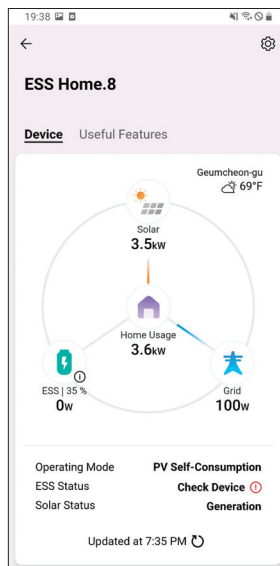 19:38
ESS Home.8
Device Useful Features
Geumcheon-gu
69°F
Solar
3.5kW
Home Usage
3.6kW
ESS | 35 %
0W
Grid
100W
Operating Mode PV Self-Consumption
ESS Status Check Device
Solar Status Generation
Updated at 7:35 PM